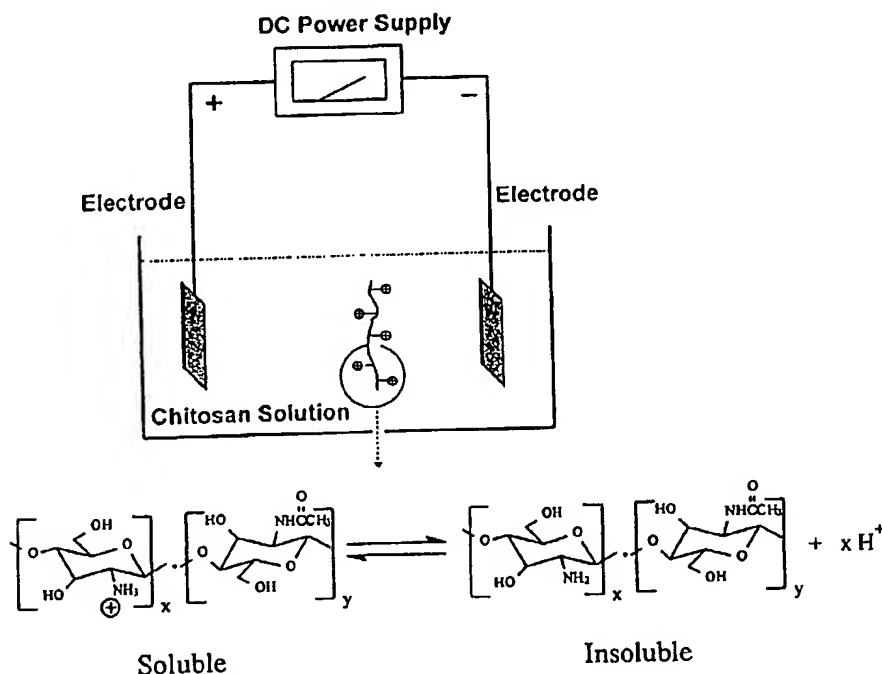 DC Power Supply
+ −
Electrode Electrode
⊕
⊕
⊕
⊕
⊕
Chitosan Solution
O
NHCCH₃
HO
OH
O
O
O
O
HO
NH₃
⊕
OH
x
y
O
NHCCH₃
HO
OH
O
O
O
O
HO
NH₂
OH
x
y
+ x H⁺
Soluble Insoluble